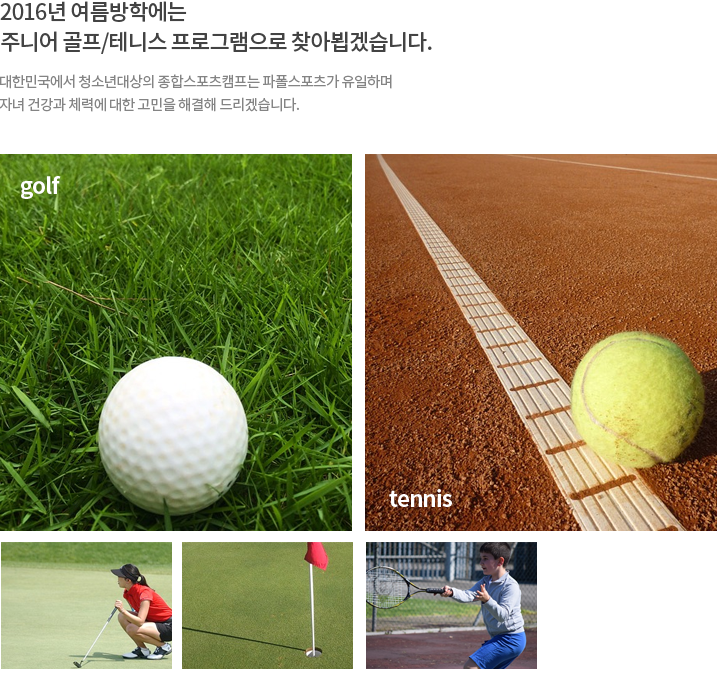 2016년 여름방학에는
주니어 골프/테니스 프로그램으로 찾아뵙겠습니다.
대한민국에서 청소년대상의 종합스포츠캠프는 파폴스포츠가 유일하며
자녀 건강과 체력에 대한 고민을 해결해 드리겠습니다.
golf
tennis